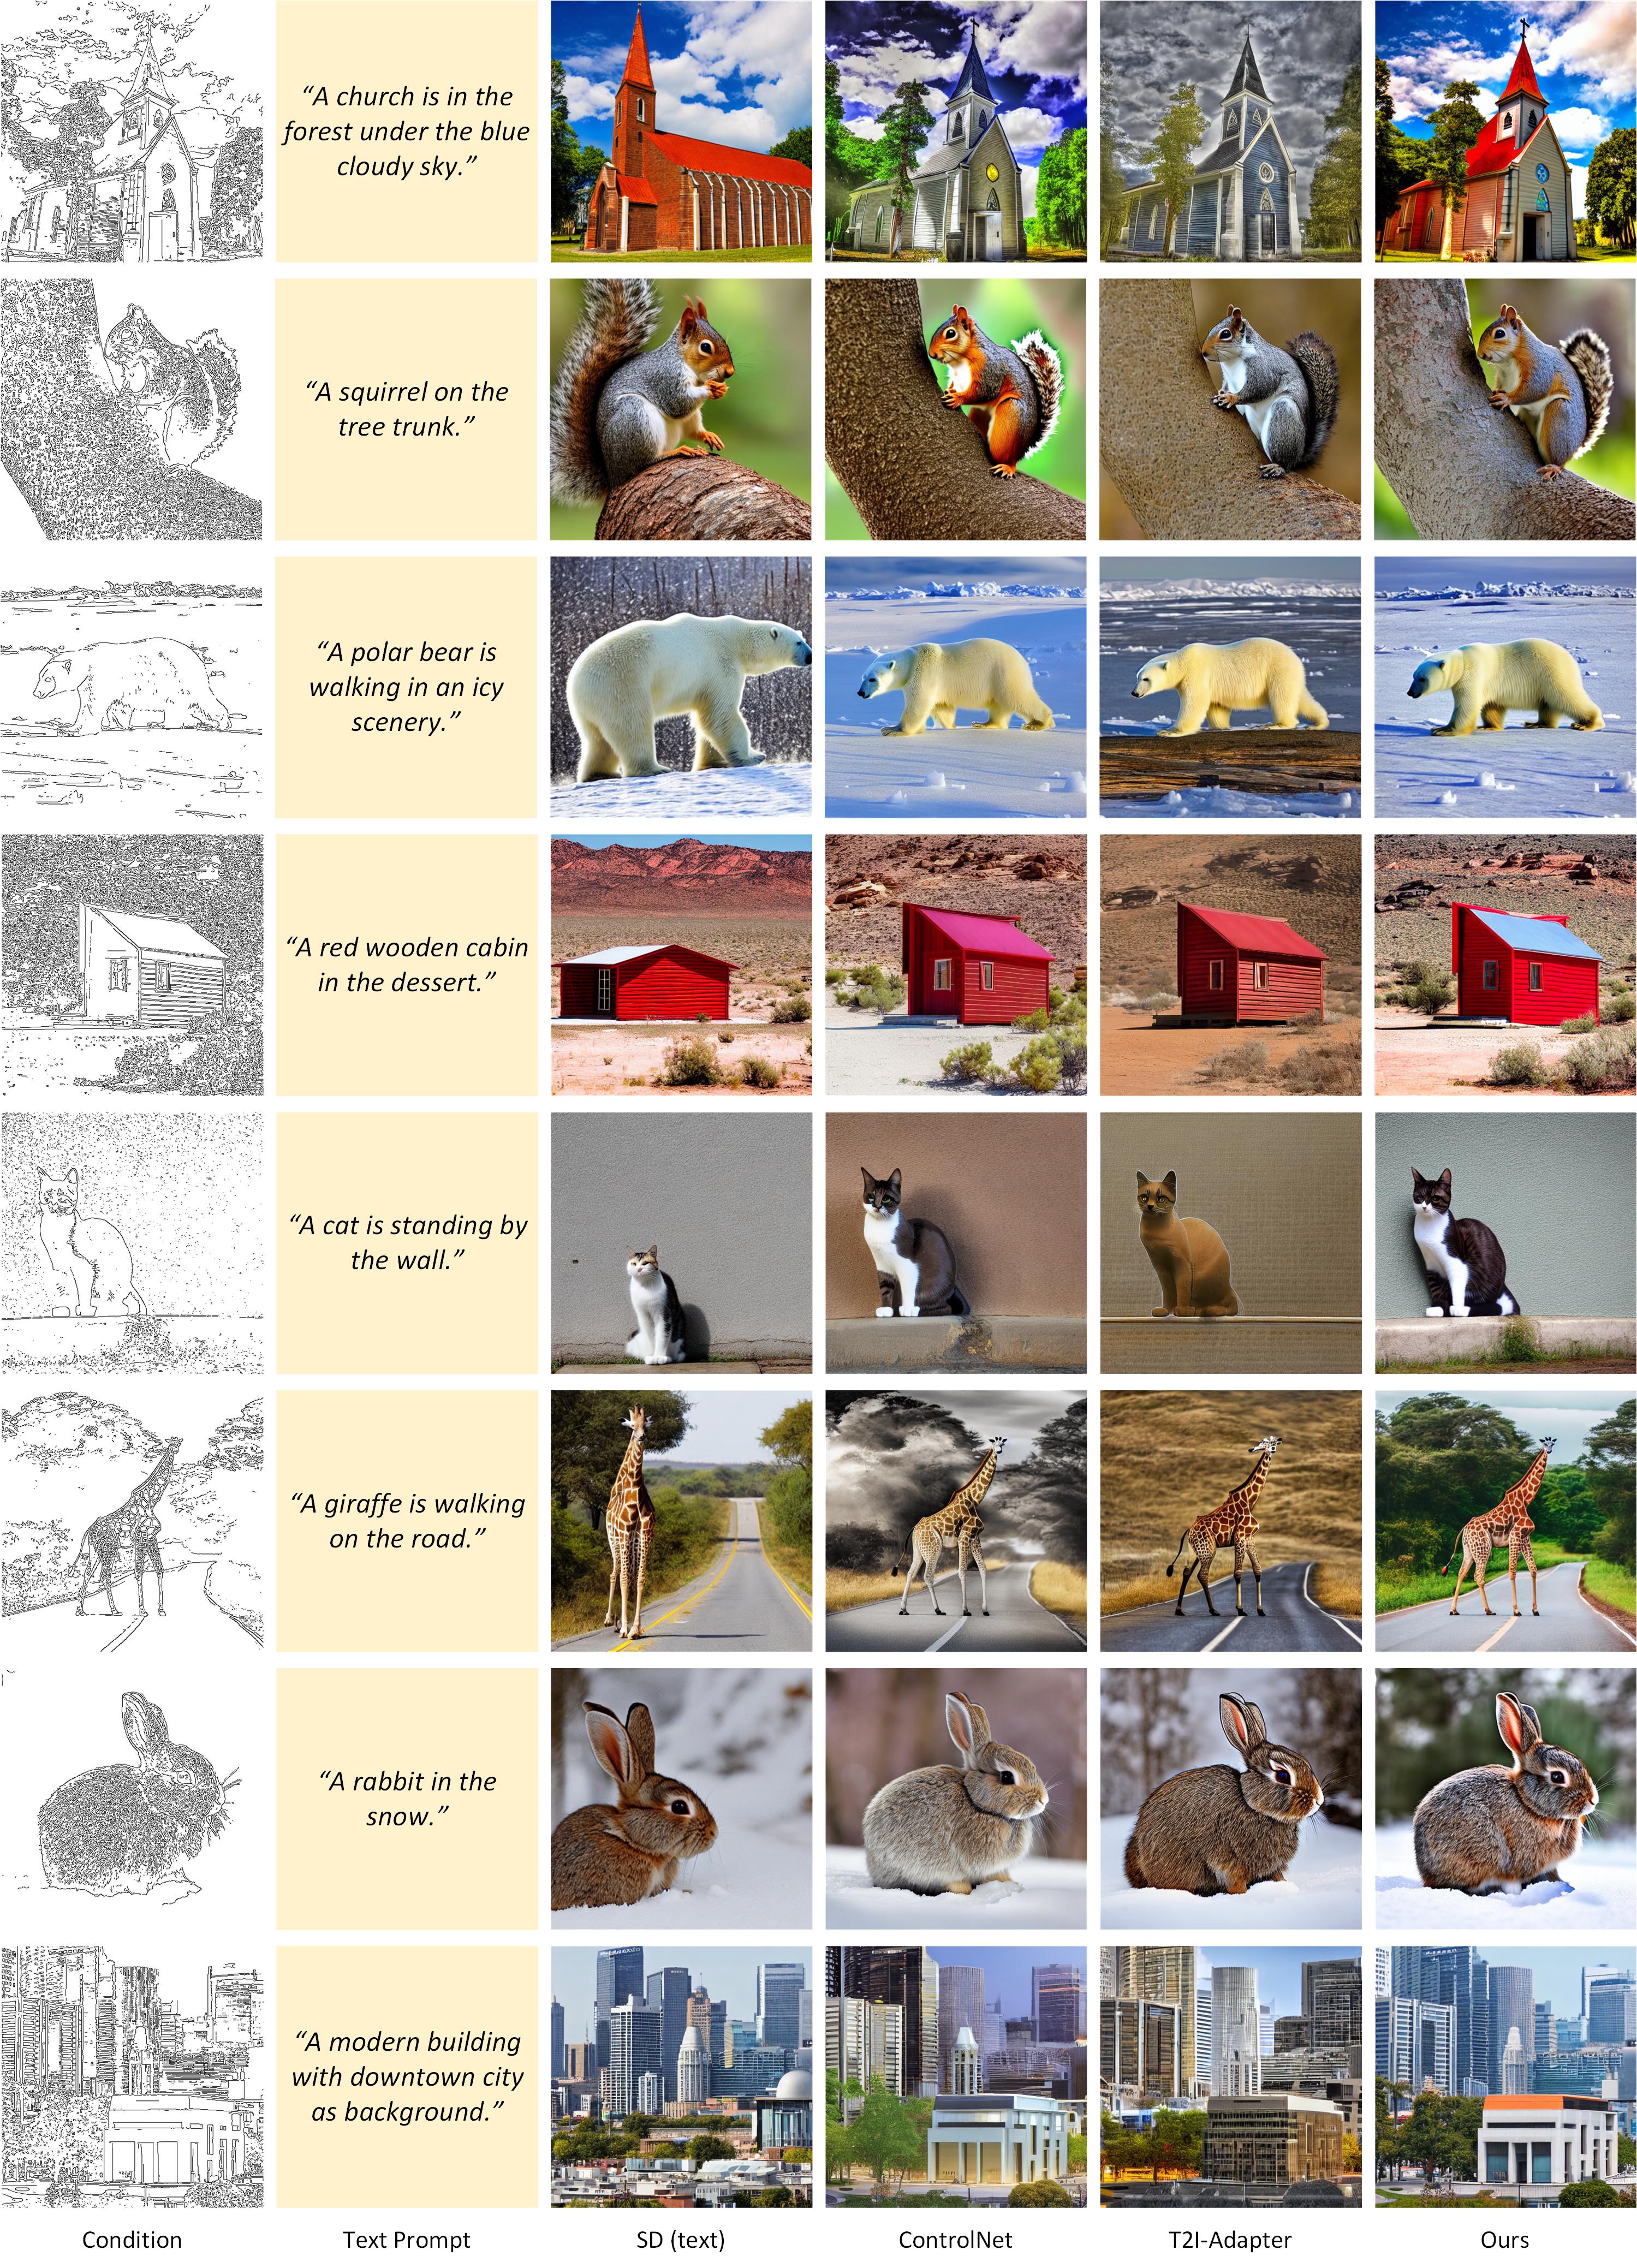 “A church is in the
forest under the blue
cloudy sky.”
“A squirrel on the
tree trunk.”
“A polar bear is
walking in an icy
scenery.”
“A red wooden cabin
in the dessert.”
“A cat is standing by
the wall.”
“A giraffe is walking
on the road.”
“A rabbit in the
snow.”
“A modern building
with downtown city
as background.”
Condition
Text Prompt
SD (text)
ControlNet
T2I-Adapter
Ours